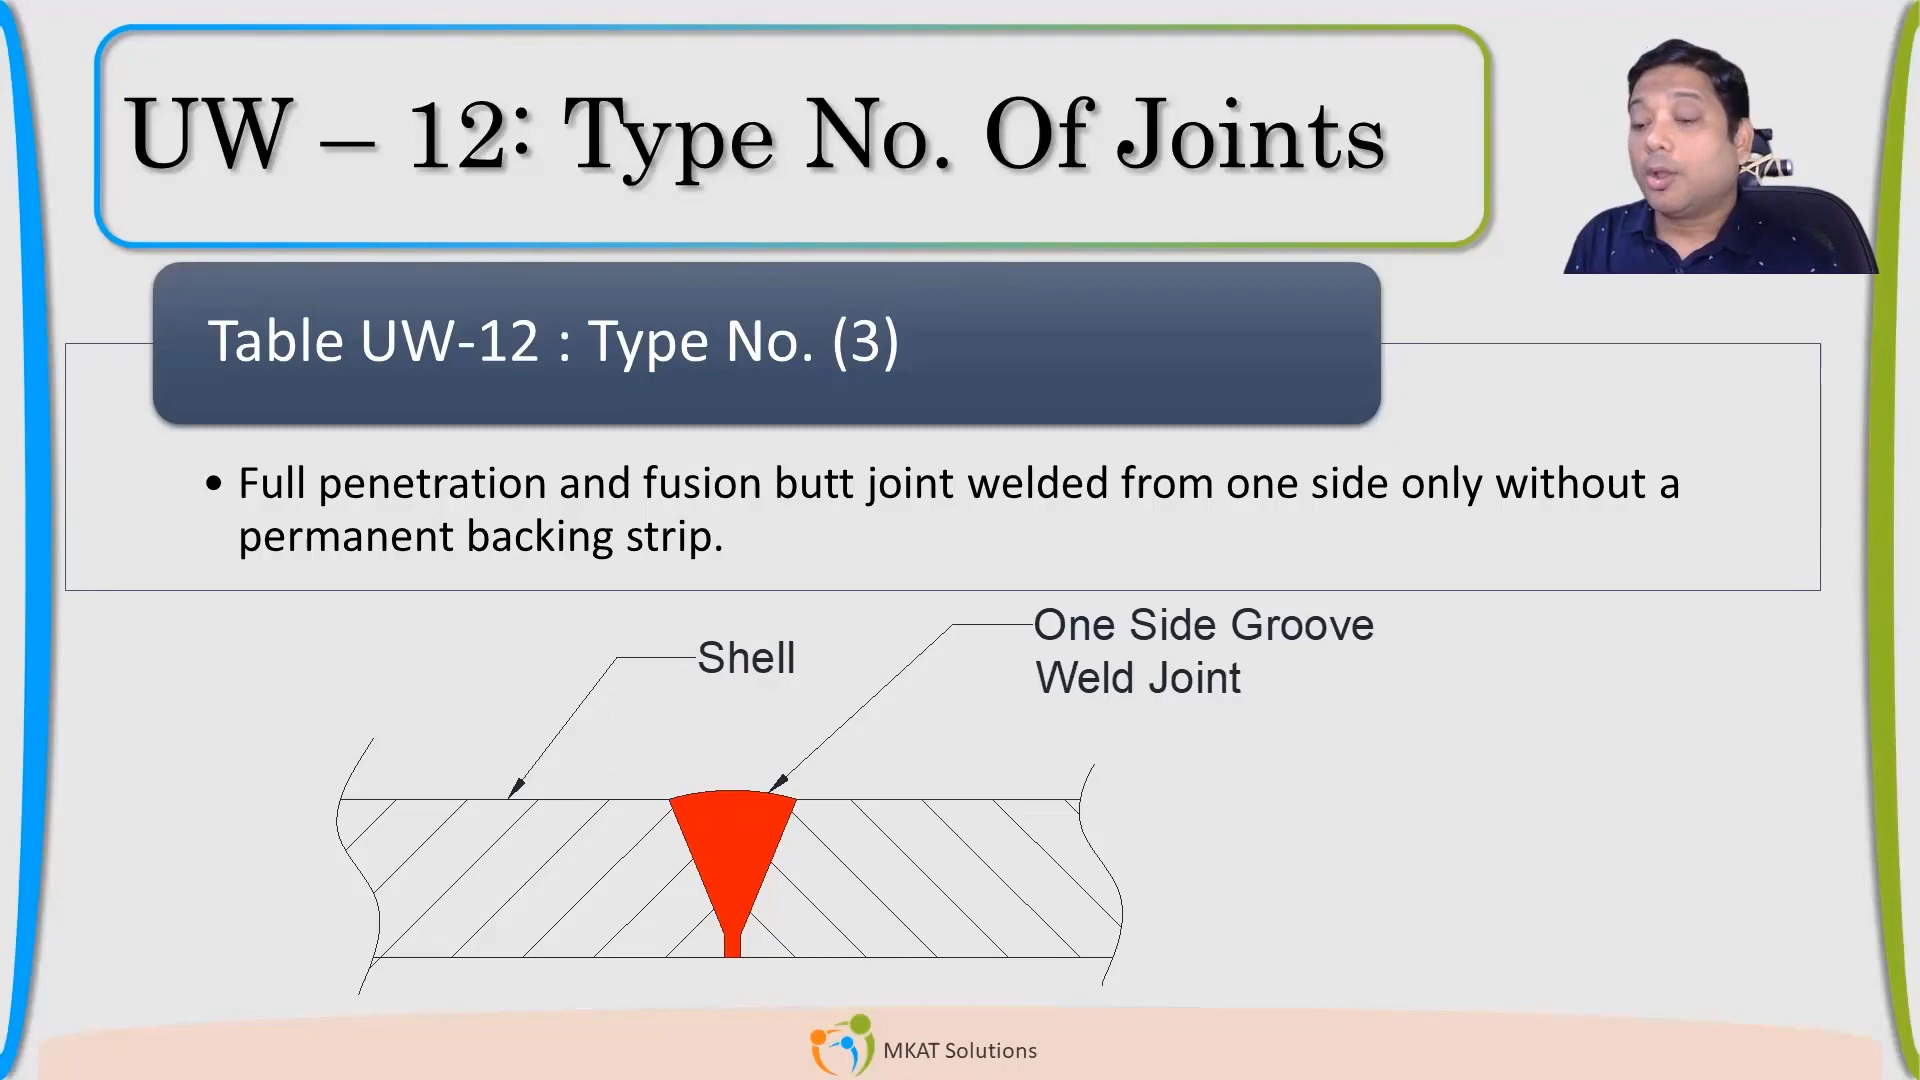 UW – 12: Type No. Of Joints
Table UW-12 : Type No. (3)
• Full penetration and fusion butt joint welded from one side only without a
permanent backing strip.
One Side Groove
Weld Joint
Shell
MKAT Solutions